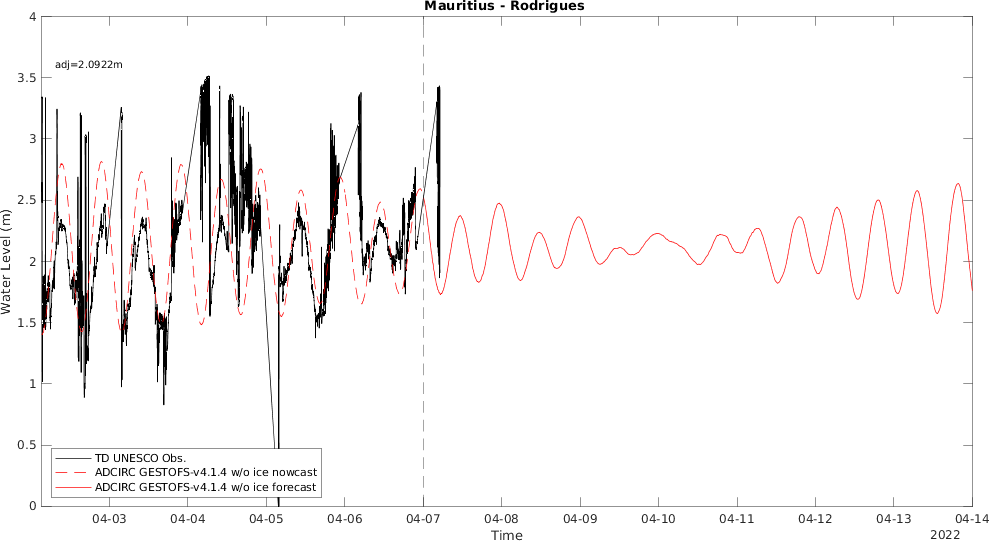 Mauritius - Rodrigues
4
3.5
3
2.5
2
1.5
1
0.5
0
Water Level (m)
adj=2.0922m
TD UNESCO Obs.
ADCIRC GESTOFS-v4.1.4 w/o ice nowcast
ADCIRC GESTOFS-v4.1.4 w/o ice forecast
04-03 04-04 04-05 04-06 04-07 04-08 04-09 04-10 04-11 04-12 04-13 04-14
Time
2022